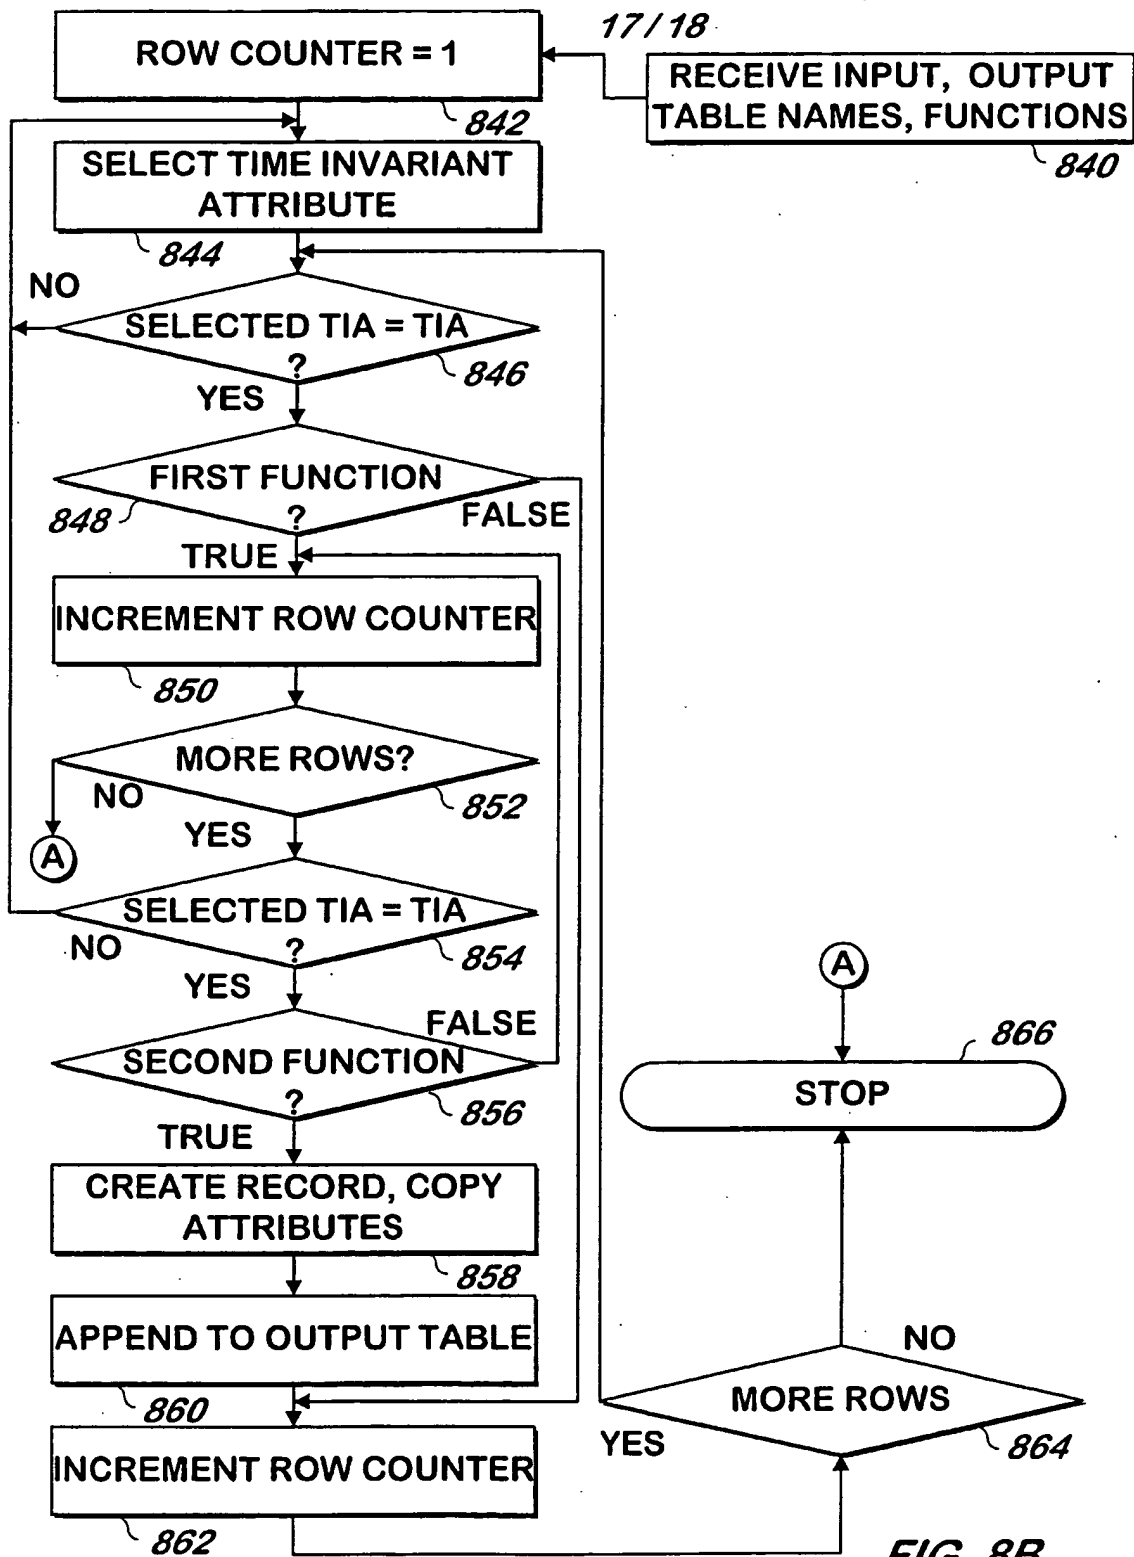 17/18
ROW COUNTER = 1
842
RECEIVE INPUT, OUTPUT
TABLE NAMES, FUNCTIONS
840
SELECT TIME INVARIANT
ATTRIBUTE
844
NO
SELECTED TIA = TIA
?
846
YES
FIRST FUNCTION
?
848
FALSE
TRUE
INCREMENT ROW COUNTER
850
MORE ROWS?
852
NO
YES
A
SELECTED TIA = TIA
?
854
NO
YES
FALSE
SECOND FUNCTION
?
856
TRUE
CREATE RECORD, COPY
ATTRIBUTES
858
APPEND TO OUTPUT TABLE
860
INCREMENT ROW COUNTER
862
A
866
STOP
NO
MORE ROWS
YES
864
FIG. 8B